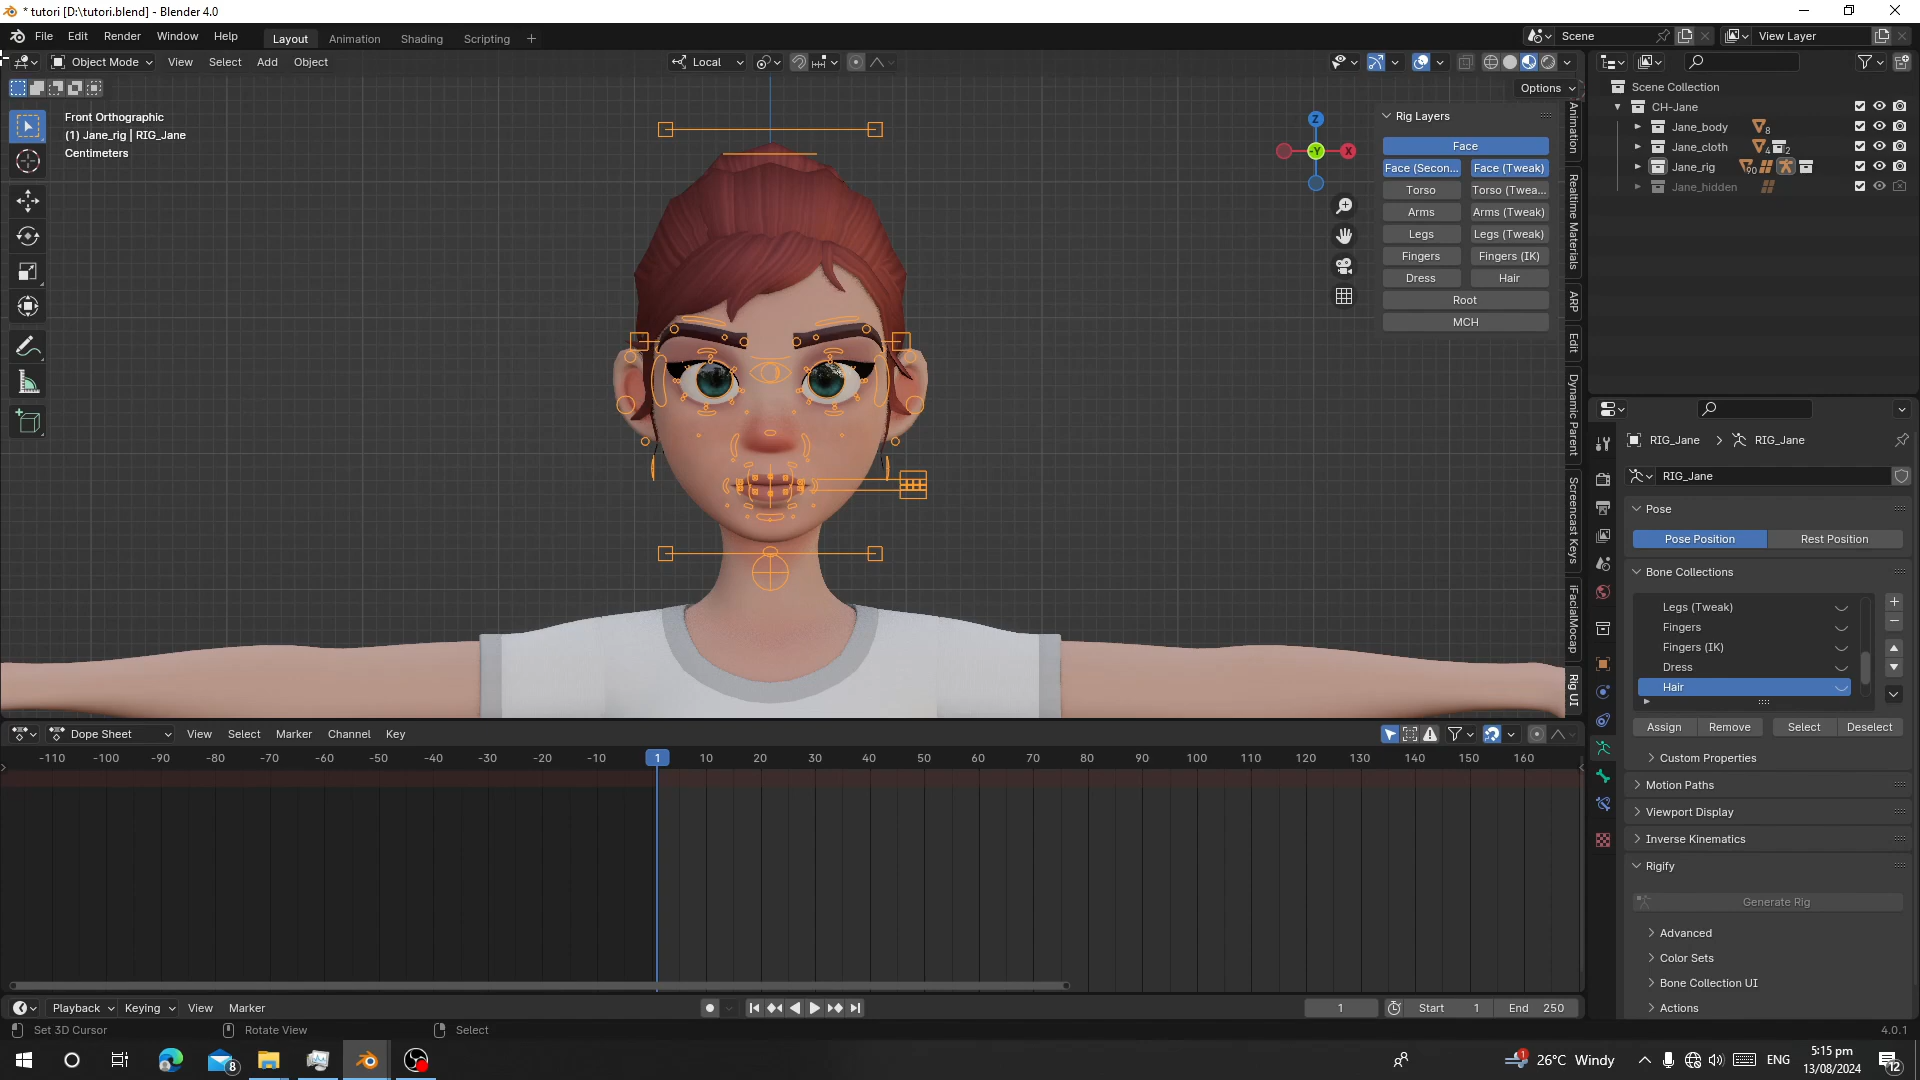 * tutori [D:\tutori.blend] - Blender 4.0
File Edit Render Window Help
Layout Animation Shading Scripting +
Scene
View Layer
Object Mode View Select Add Object
Local
Options
Front Orthographic
(1) Jane_rig | RIG_Jane
Centimeters
Z
-Y
X
Rig Layers
Face
Face (Secon... Face (Tweak)
Torso Torso (Twea...
Arms Arms (Tweak)
Legs Legs (Tweak)
Fingers Fingers (IK)
Dress Hair
Root
MCH
Animation
Realtime Materials
ARP
Edit
Dynamic Parent
Screencast Keys
iFacialMocap
Rig UI
Scene Collection
CH-Jane
Jane_body 8
Jane_cloth 4 2
Jane_rig 90
Jane_hidden
RIG_Jane > RIG_Jane
RIG_Jane
Pose
Pose Position Rest Position
Bone Collections
Legs (Tweak)
Fingers
Fingers (IK)
Dress
Hair
Assign Remove Select Deselect
Custom Properties
Motion Paths
Viewport Display
Inverse Kinematics
Rigify
Generate Rig
Advanced
Color Sets
Bone Collection UI
Actions
Dope Sheet View Select Marker Channel Key
-110 -100 -90 -80 -70 -60 -50 -40 -30 -20 -10 1 10 20 30 40 50 60 70 80 90 100 110 120 130 140 150 160
Playback Keying View Marker
1 Start 1 End 250
Set 3D Cursor Rotate View Select
4.0.1
8
1
26°C Windy
ENG
5:15 pm
13/08/2024
12